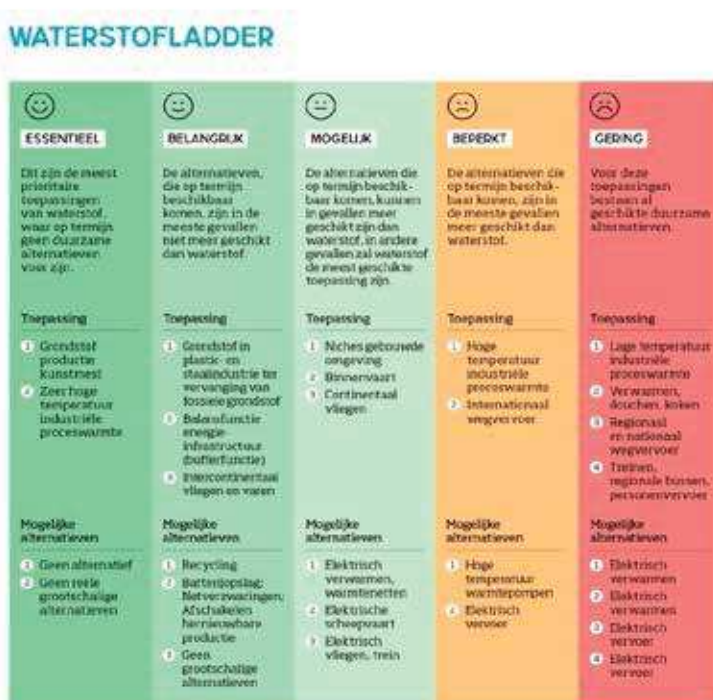 WATERSTOFLADDER
ESSENTIEEL
Dit zijn de meest
prioritaire
toepassingen
van waterstof,
waar op termijn
geen duurzame
alternatieven
voor zijn.
Toepassing
1 Grondstof
productie
kunstmest
2 Zeer hoge
temperatuur
industriële
proceswarmte
Mogelijke
alternatieven
1 Geen alternatief
2 Geen reële
grootschalige
alternatieven
BELANGRIJK
De alternatieven,
die op termijn
beschikbaar
komen, zijn in de
meeste gevallen
niet meer geschikt
dan waterstof.
Toepassing
1 Grondstof in
plastic- en
staalindustrie ter
vervanging van
fossiele grondstof
2 Balansfunctie
energie-
infrastructuur
(bufferfunctie)
3 Intercontinentaal
vliegen en varen
Mogelijke
alternatieven
1 Recycling
2 Batterijopslag;
Netverzwaringen;
Afschakelen
hernieuwbare
productie
3 Geen
grootschalige
alternatieven
MOGELIJK
De alternatieven die
op termijn beschik-
baar komen, kunnen
in gevallen meer
geschikt zijn dan
waterstof, in andere
gevallen zal waterstof
de meest geschikte
toepassing zijn.
Toepassing
1 Niches gebouwde
omgeving
2 Binnenvaart
3 Continentaal
vliegen
Mogelijke
alternatieven
1 Elektrisch
verwarmen,
warmtenetten
2 Elektrische
scheepvaart
3 Elektrisch
vliegen, trein
BEPERKT
De alternatieven die
op termijn beschik-
baar komen, zijn in
de meeste gevallen
meer geschikt dan
waterstof.
Toepassing
1 Hoge
temperatuur
industriële
proceswarmte
2 Internationaal
wegvervoer
Mogelijke
alternatieven
1 Hoge
temperatuur
warmtepompen
2 Elektrisch
vervoer
GERING
Voor deze
toepassingen
bestaan al
geschikte duurzame
alternatieven.
Toepassing
1 Lage temperatuur
industriële
proceswarmte
2 Verwarmen,
douchen, koken
3 Regionaal
en nationaal
wegvervoer
4 Treinen,
regionale bussen,
personenvervoer
Mogelijke
alternatieven
1 Elektrisch
verwarmen
2 Elektrisch
verwarmen
3 Elektrisch
vervoer
4 Elektrisch
vervoer